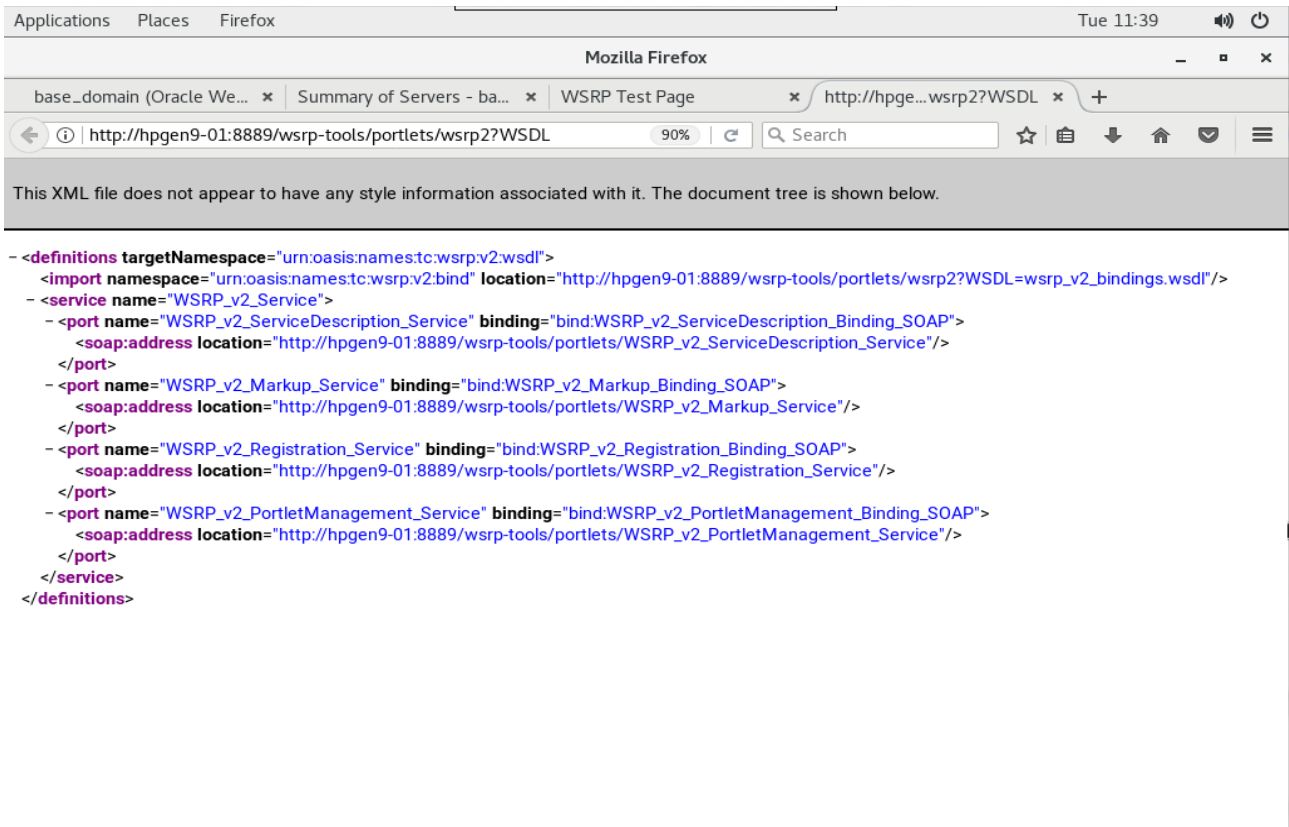 Applications Places Firefox Tue 11:39
Mozilla Firefox
base_domain (Oracle We... × Summary of Servers - ba... × WSRP Test Page × http://hpge...wsrp2?WSDL × +
http://hpgen9-01:8889/wsrp-tools/portlets/wsrp2?WSDL 90% Search
This XML file does not appear to have any style information associated with it. The document tree is shown below.
- <definitions targetNamespace="urn:oasis:names:tc:wsrp:v2:wsdl">
<import namespace="urn:oasis:names:tc:wsrp:v2:bind" location="http://hpgen9-01:8889/wsrp-tools/portlets/wsrp2?WSDL=wsrp_v2_bindings.wsdl"/>
- <service name="WSRP_v2_Service">
- <port name="WSRP_v2_ServiceDescription_Service" binding="bind:WSRP_v2_ServiceDescription_Binding_SOAP">
<soap:address location="http://hpgen9-01:8889/wsrp-tools/portlets/WSRP_v2_ServiceDescription_Service"/>
</port>
- <port name="WSRP_v2_Markup_Service" binding="bind:WSRP_v2_Markup_Binding_SOAP">
<soap:address location="http://hpgen9-01:8889/wsrp-tools/portlets/WSRP_v2_Markup_Service"/>
</port>
- <port name="WSRP_v2_Registration_Service" binding="bind:WSRP_v2_Registration_Binding_SOAP">
<soap:address location="http://hpgen9-01:8889/wsrp-tools/portlets/WSRP_v2_Registration_Service"/>
</port>
- <port name="WSRP_v2_PortletManagement_Service" binding="bind:WSRP_v2_PortletManagement_Binding_SOAP">
<soap:address location="http://hpgen9-01:8889/wsrp-tools/portlets/WSRP_v2_PortletManagement_Service"/>
</port>
</service>
</definitions>